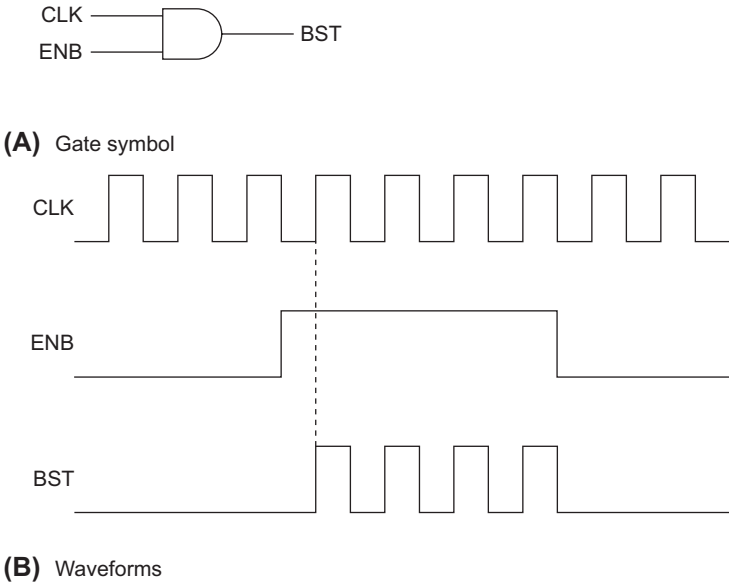 CLK
ENB
BST
(A) Gate symbol
CLK
ENB
BST
(B) Waveforms